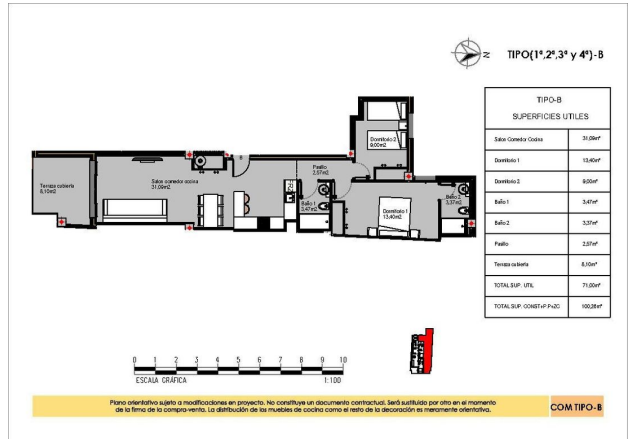 N
TIPO(1ª,2ª,3ª y 4ª)-B
TIPO-B
SUPERFICIES UTILES
Salon Comedor Cocina 31,09m²
Dormitorio 1 13,40m²
Dormitorio 2 9,00m²
Baño 1 3,47m²
Baño 2 3,37m²
Pasillo 2,57m²
Terraza cubierta 8,10m²
TOTAL SUP. UTIL 71,00m²
TOTAL SUP. CONST+P.P+ZC 100,26m²
Dormitorio 2
9,00m2
Pasillo
2,57m2
Terraza cubierta
8,10m2
Salon comedor cocina
31,09m2
Baño 1
3,47m2
Dormitorio 1
13,40m2
Baño 2
3,37m2
0 1 2 3 4 5 6 7 8 9 10
ESCALA GRÁFICA 1:100
Plano orientativo sujeto a modificaciones en proyecto. No constituye un documento contractual. Será sustituido por otro en el momento
de la firma de la compra-venta. La distribución de los muebles de cocina como el resto de la decoración es meramente orientativa.
COM TIPO-B